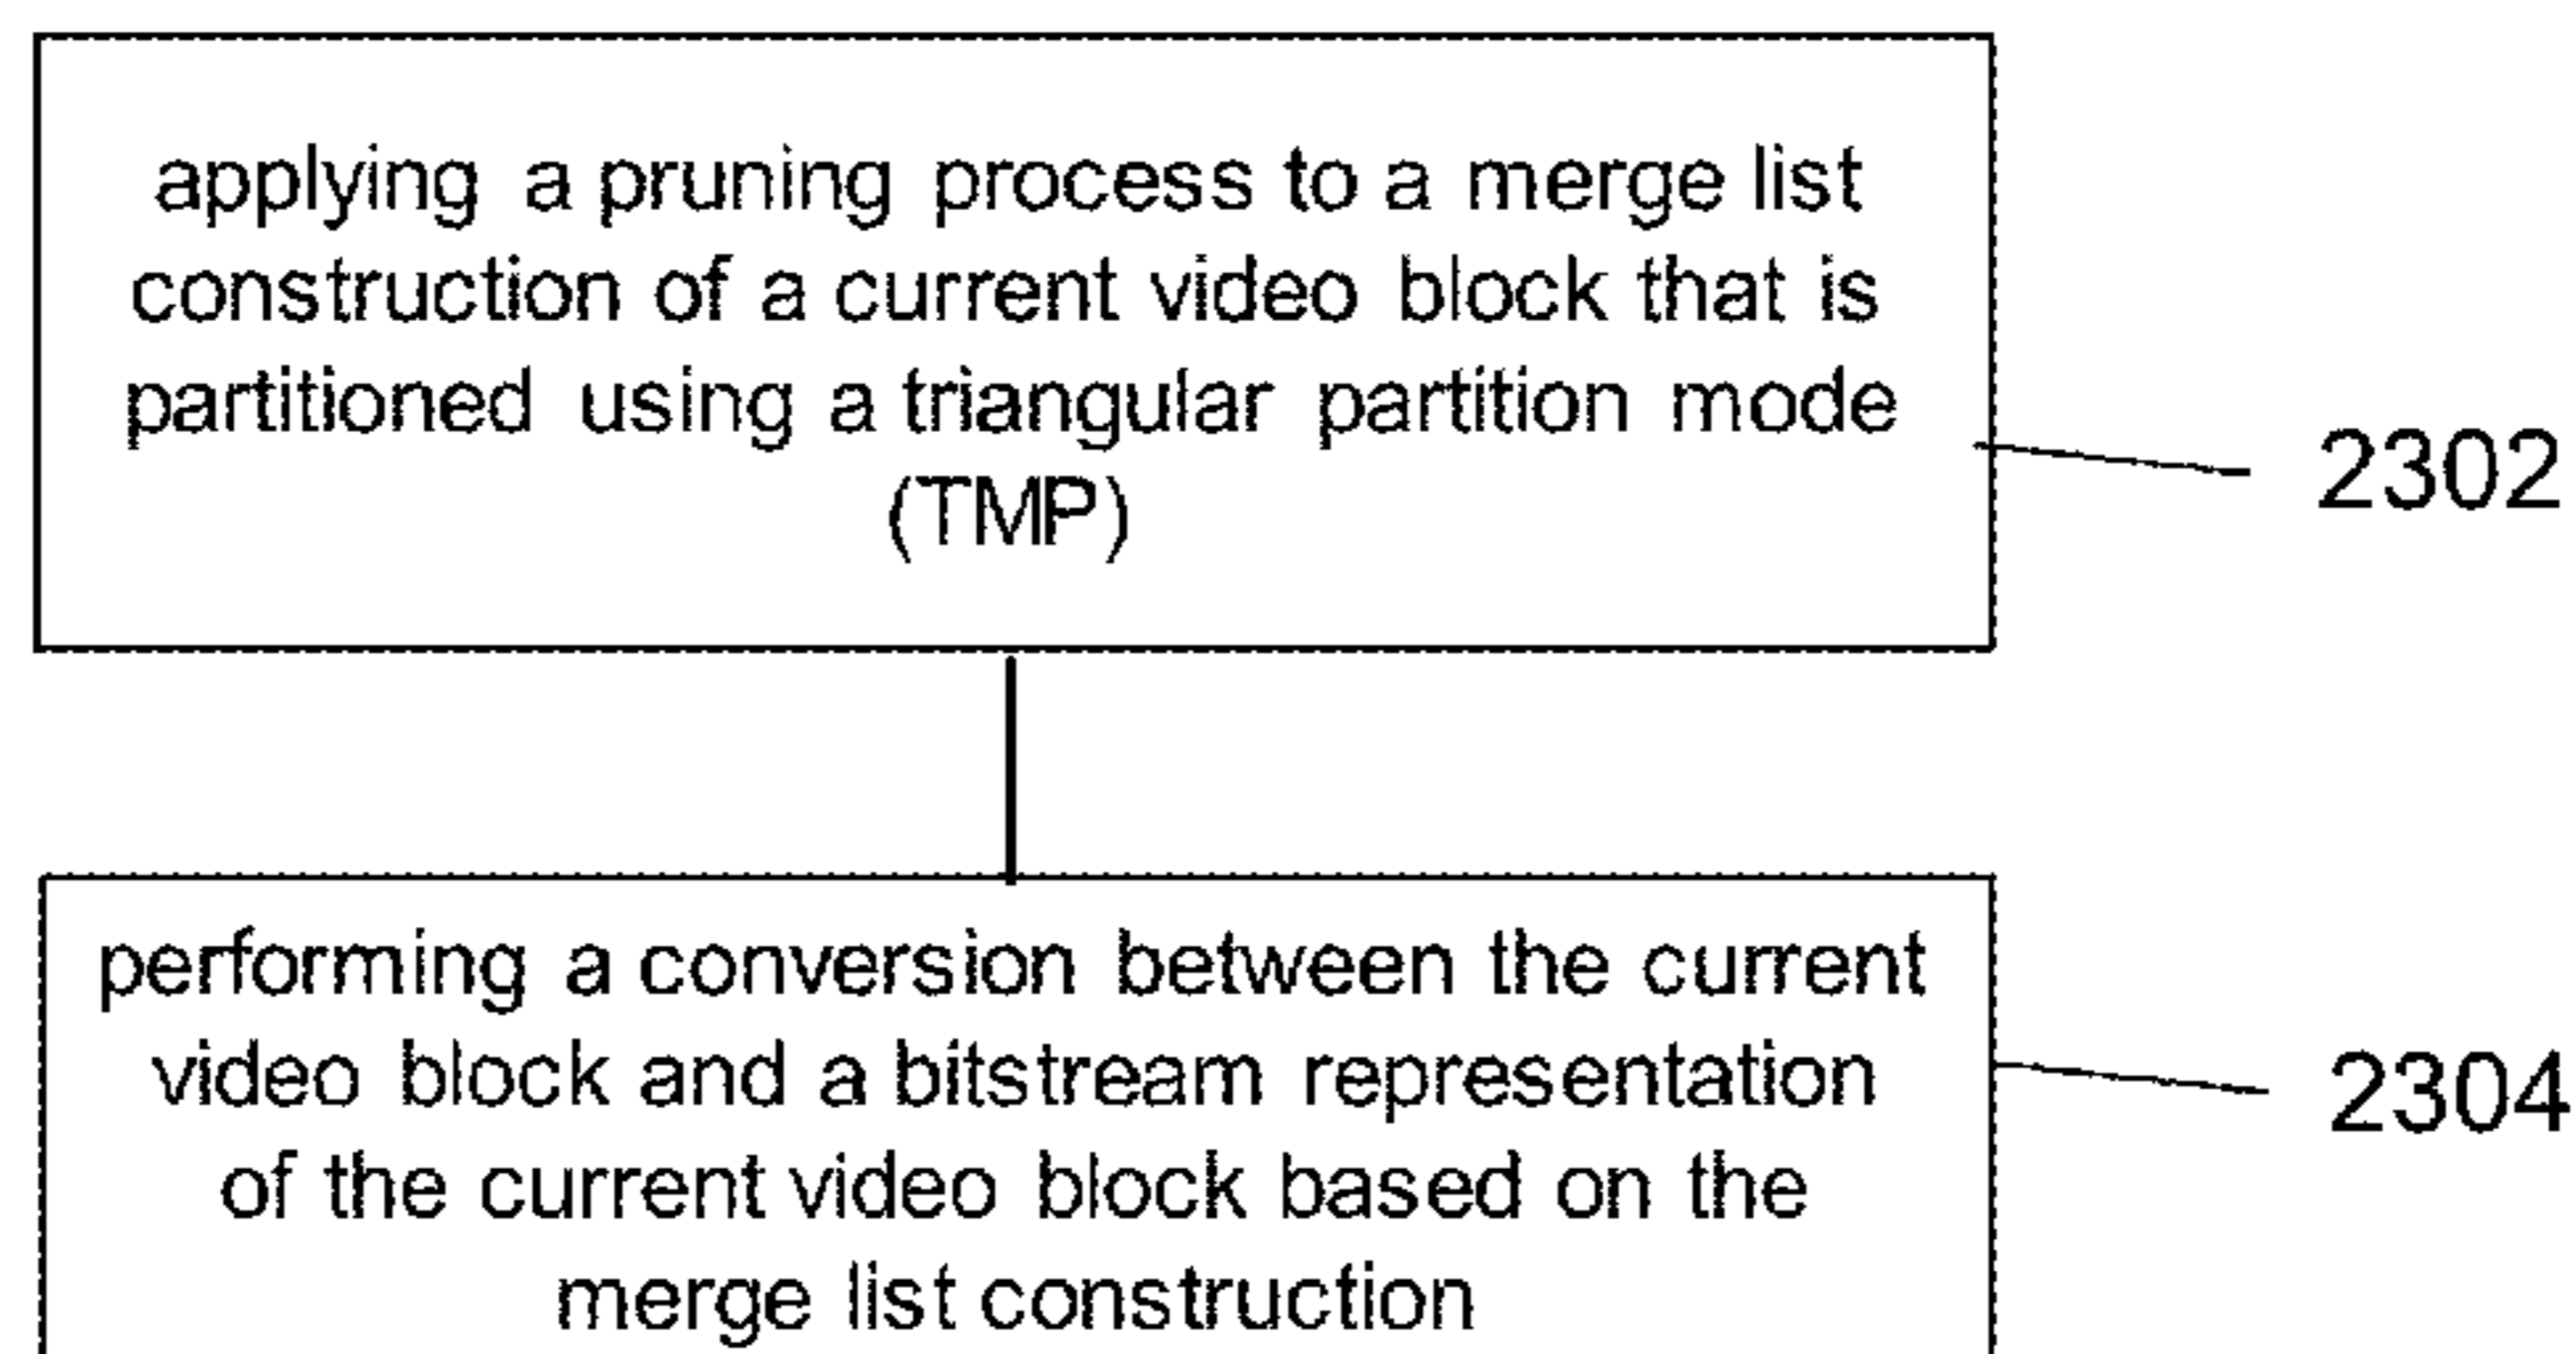 applying a pruning process to a merge list
construction of a current video block that is
partitioned using a triangular partition mode
(TMP)
2302
performing a conversion between the current
video block and a bitstream representation
of the current video block based on the
merge list construction
2304